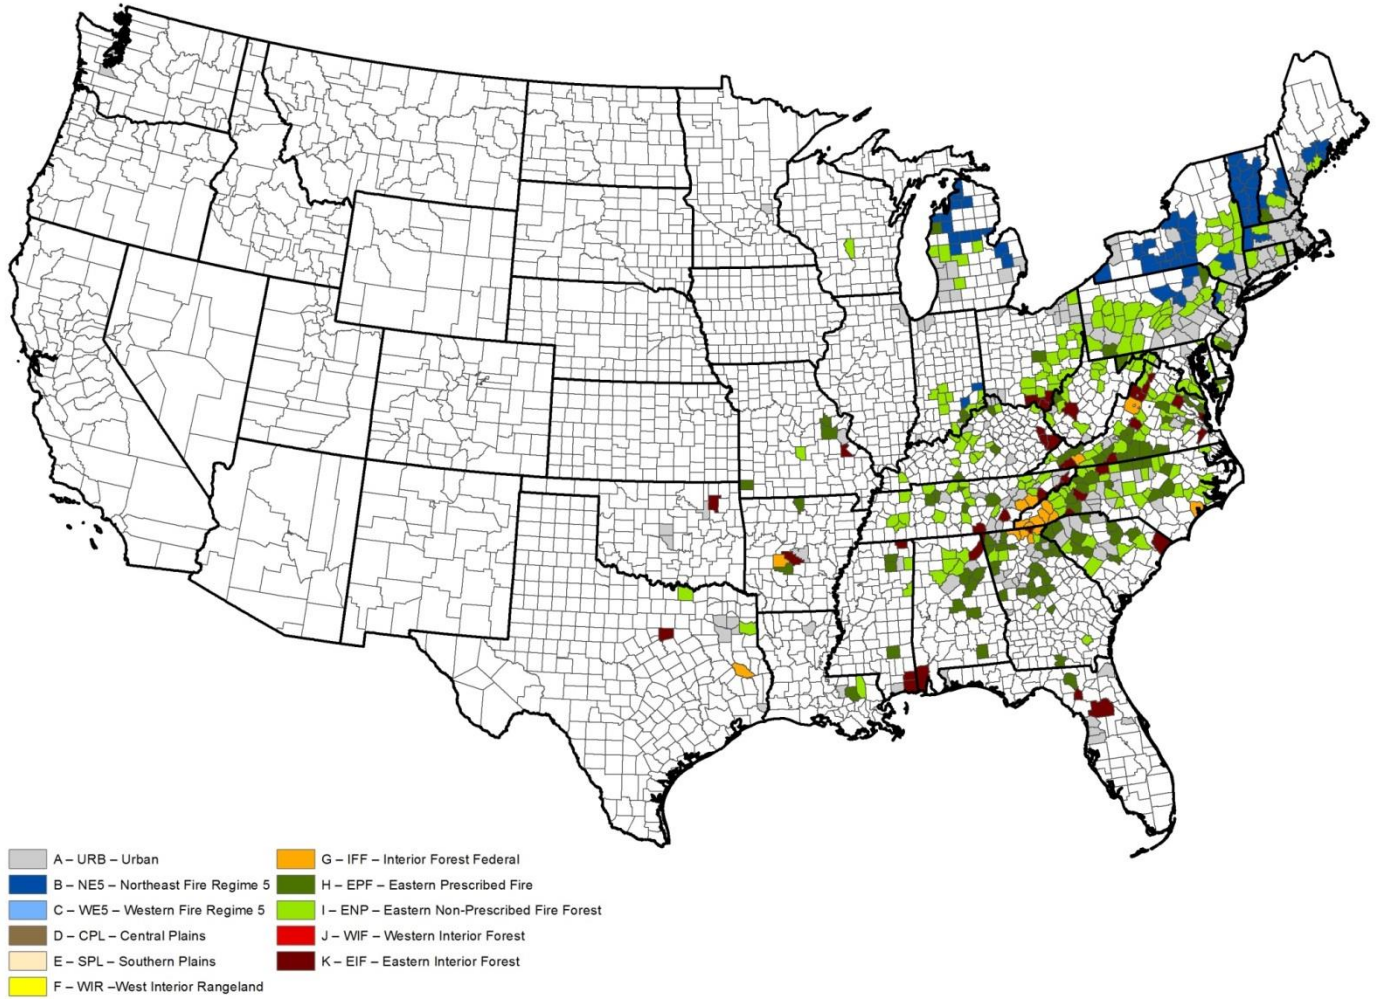 A – URB – Urban
B – NE5 – Northeast Fire Regime 5
C – WE5 – Western Fire Regime 5
D – CPL – Central Plains
E – SPL – Southern Plains
F – WIR –West Interior Rangeland
G – IFF – Interior Forest Federal
H – EPF – Eastern Prescribed Fire
I – ENP – Eastern Non-Prescribed Fire Forest
J – WIF – Western Interior Forest
K – EIF – Eastern Interior Forest